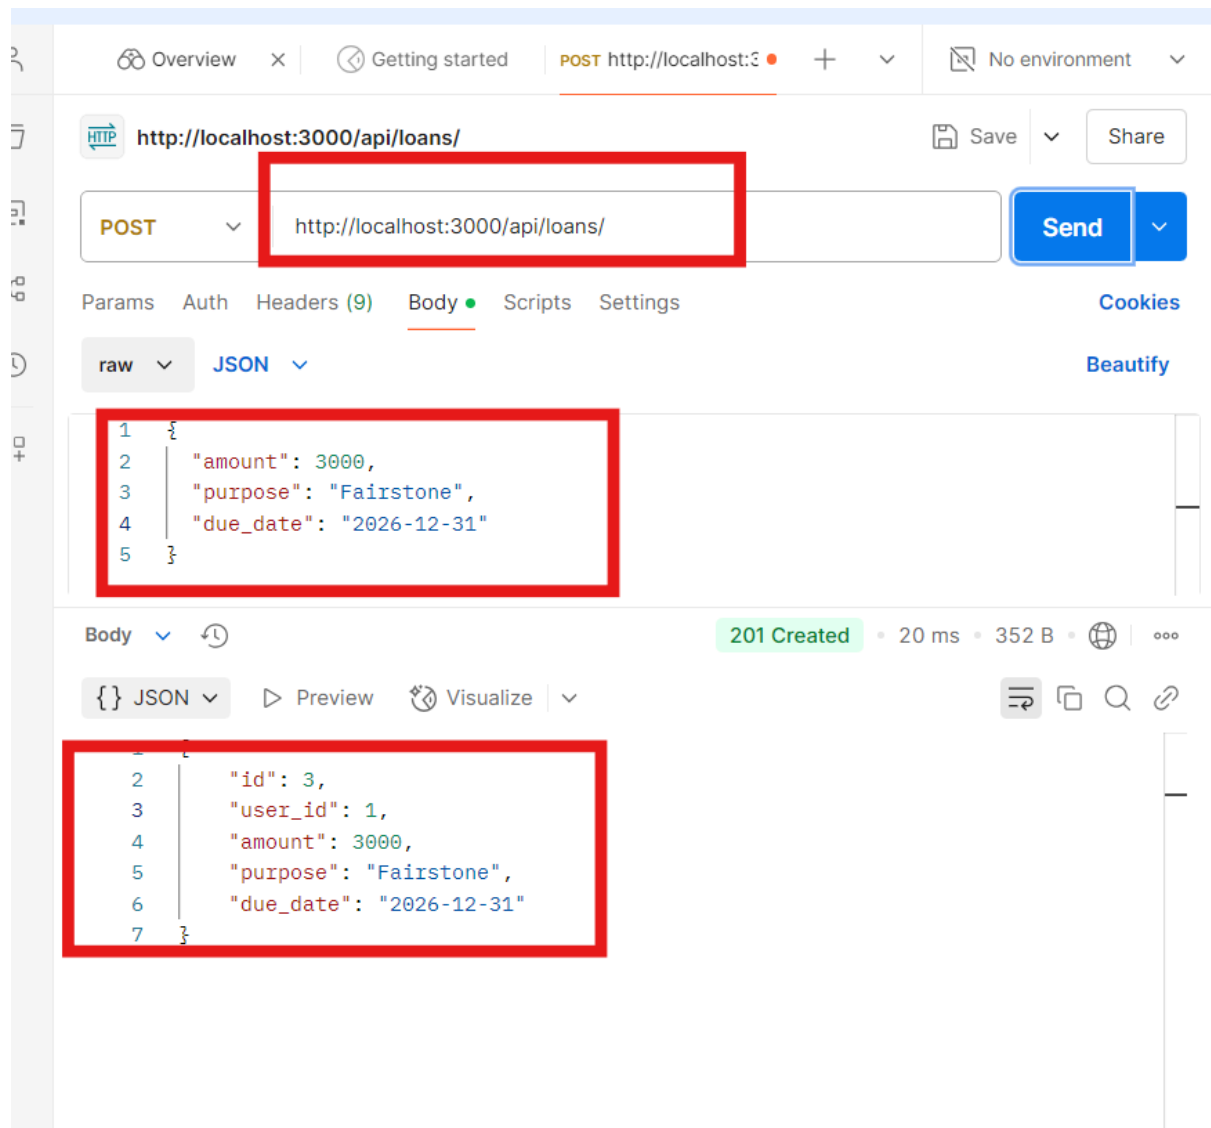 Overview
Getting started
POST http://localhost:3
No environment
HTTP http://localhost:3000/api/loans/
Save
Share
POST
http://localhost:3000/api/loans/
Send
Params Auth Headers (9) Body Scripts Settings
Cookies
raw
JSON
Beautify
1 {
2 "amount": 3000,
3 "purpose": "Fairstone",
4 "due_date": "2026-12-31"
5 }
Body
201 Created
20 ms
352 B
{} JSON
Preview
Visualize
1 {
2 "id": 3,
3 "user_id": 1,
4 "amount": 3000,
5 "purpose": "Fairstone",
6 "due_date": "2026-12-31"
7 }